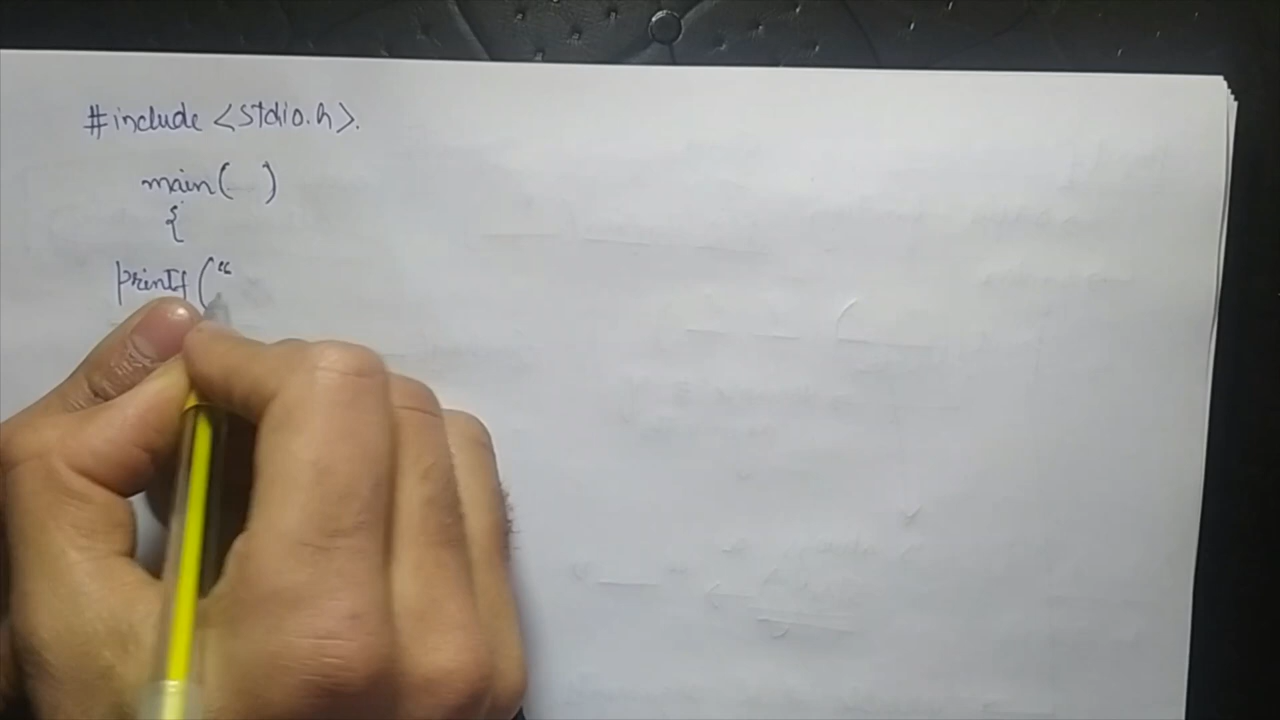 #include <stdio.h>.
main( )
{
printf("